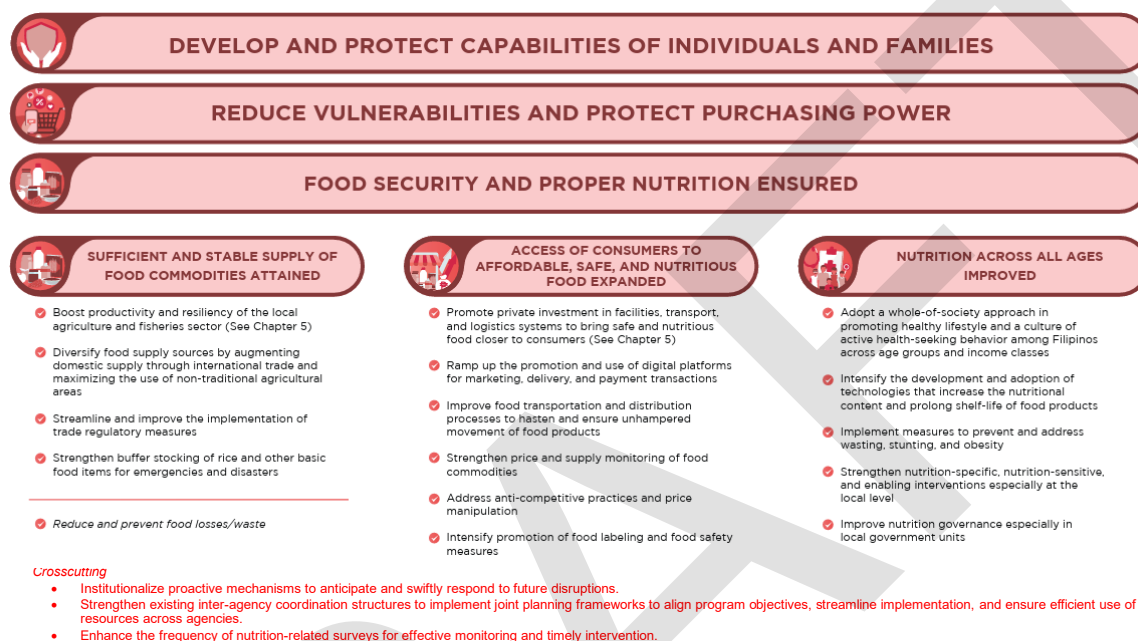 DEVELOP AND PROTECT CAPABILITIES OF INDIVIDUALS AND FAMILIES
REDUCE VULNERABILITIES AND PROTECT PURCHASING POWER
FOOD SECURITY AND PROPER NUTRITION ENSURED
SUFFICIENT AND STABLE SUPPLY OF
FOOD COMMODITIES ATTAINED
Boost productivity and resiliency of the local
agriculture and fisheries sector (See Chapter 5)
Diversify food supply sources by augmenting
domestic supply through international trade and
maximizing the use of non-traditional agricultural
areas
Streamline and improve the implementation of
trade regulatory measures
Strengthen buffer stocking of rice and other basic
food items for emergencies and disasters
Reduce and prevent food losses/waste
ACCESS OF CONSUMERS TO
AFFORDABLE, SAFE, AND NUTRITIOUS
FOOD EXPANDED
Promote private investment in facilities, transport,
and logistics systems to bring safe and nutritious
food closer to consumers (See Chapter 5)
Ramp up the promotion and use of digital platforms
for marketing, delivery, and payment transactions
Improve food transportation and distribution
processes to hasten and ensure unhampered
movement of food products
Strengthen price and supply monitoring of food
commodities
Address anti-competitive practices and price
manipulation
Intensify promotion of food labeling and food safety
measures
NUTRITION ACROSS ALL AGES
IMPROVED
Adopt a whole-of-society approach in
promoting healthy lifestyle and a culture of
active health-seeking behavior among Filipinos
across age groups and income classes
Intensify the development and adoption of
technologies that increase the nutritional
content and prolong shelf-life of food products
Implement measures to prevent and address
wasting, stunting, and obesity
Strengthen nutrition-specific, nutrition-sensitive,
and enabling interventions especially at the
local level
Improve nutrition governance especially in
local government units
Crosscutting
• Institutionalize proactive mechanisms to anticipate and swiftly respond to future disruptions.
• Strengthen existing inter-agency coordination structures to implement joint planning frameworks to align program objectives, streamline implementation, and ensure efficient use of
resources across agencies.
• Enhance the frequency of nutrition-related surveys for effective monitoring and timely intervention.